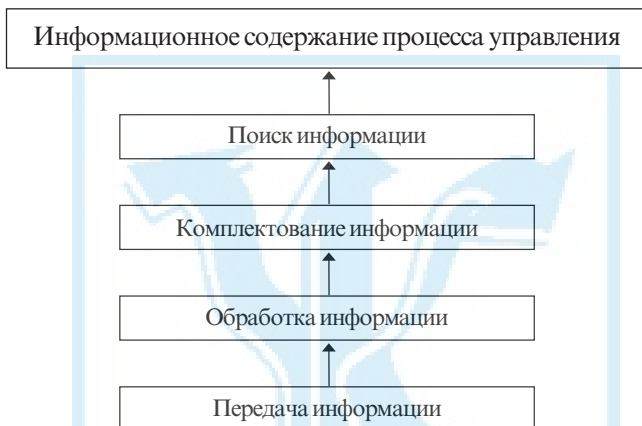 Информационное содержание процесса управления
Поиск информации
Комплектование информации
Обработка информации
Передача информации